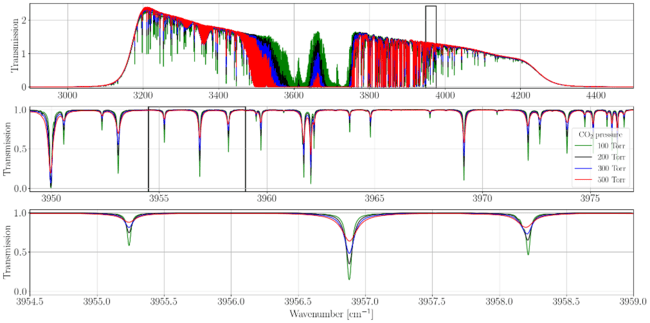 Transmission
2
1
0
3000 3200 3400 3600 3800 4000 4200 4400
Transmission
1.0
0.5
0.0
CO2 pressure
100 Torr
200 Torr
300 Torr
500 Torr
3950 3955 3960 3965 3970 3975
Transmission
1.0
0.5
0.0
3954.5 3955.0 3955.5 3956.0 3956.5 3957.0 3957.5 3958.0 3958.5 3959.0
Wavenumber [cm⁻¹]